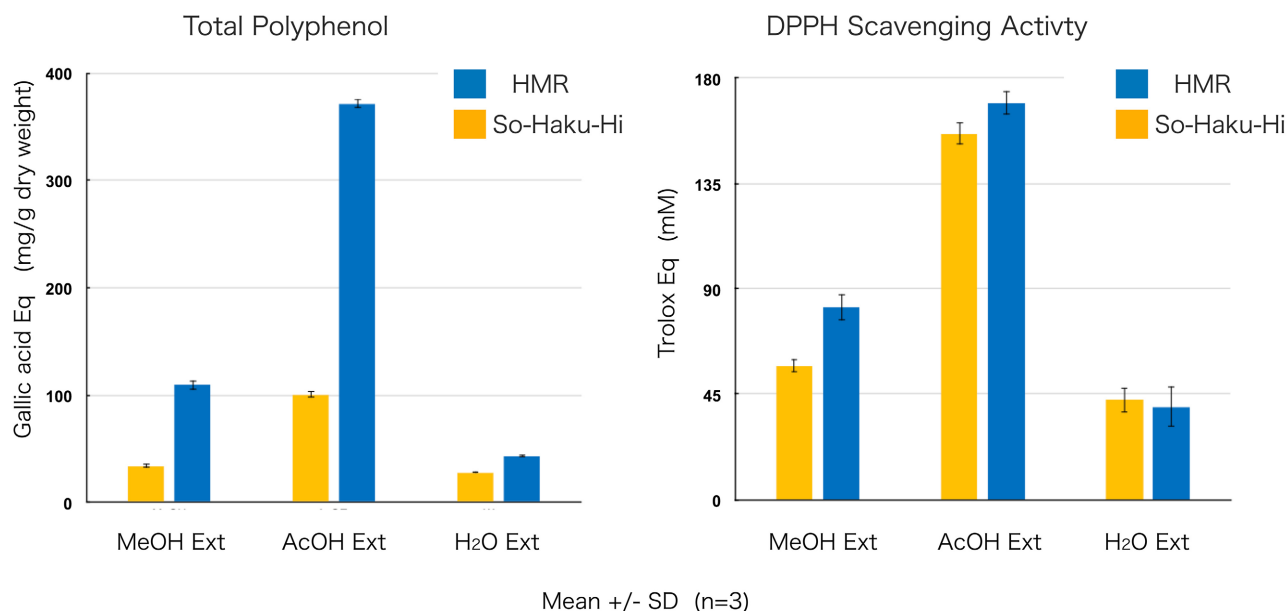 Total Polyphenol
HMR
So-Haku-Hi
Gallic acid Eq (mg/g dry weight)
400
300
200
100
0
MeOH Ext
AcOH Ext
H2O Ext
DPPH Scavenging Activty
HMR
So-Haku-Hi
Trolox Eq (mM)
180
135
90
45
0
MeOH Ext
AcOH Ext
H2O Ext
Mean +/- SD (n=3)